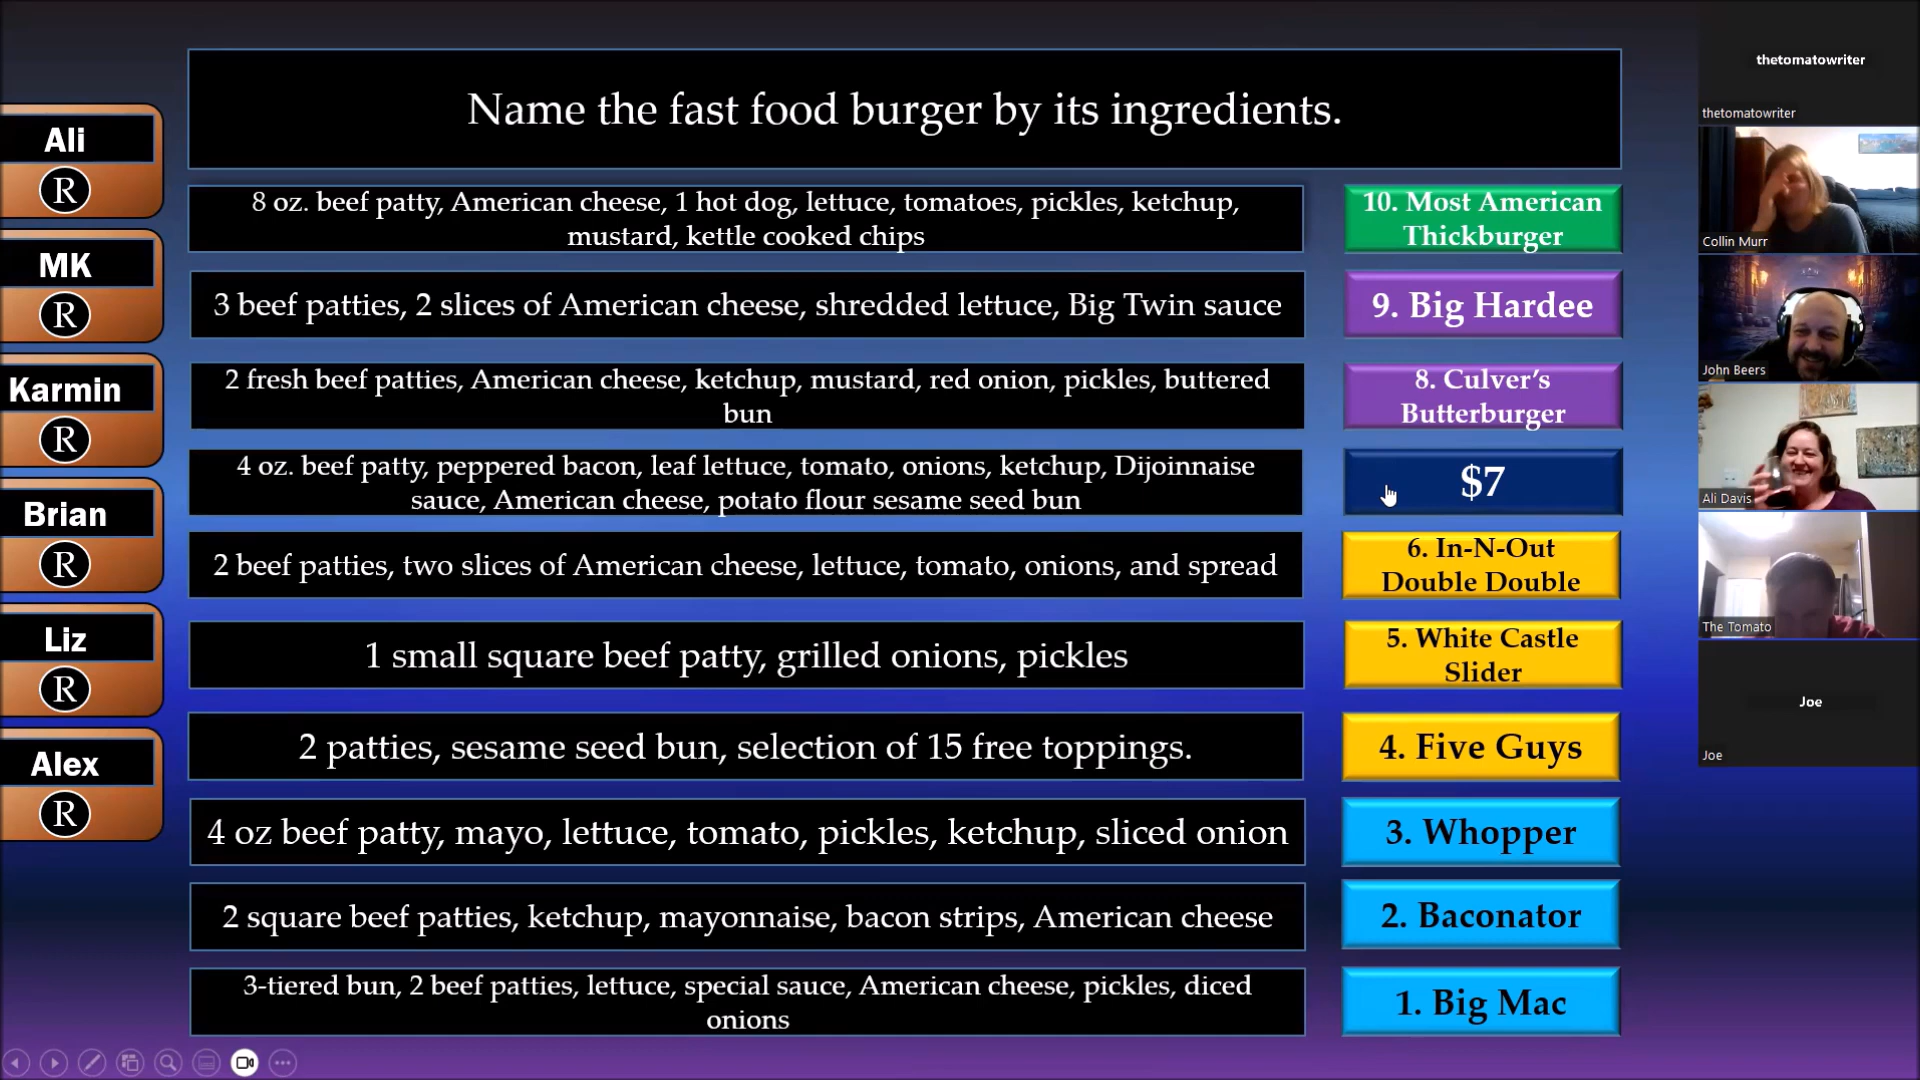 Name the fast food burger by its ingredients.
8 oz. beef patty, American cheese, 1 hot dog, lettuce, tomatoes, pickles, ketchup,
mustard, kettle cooked chips
10. Most American
Thickburger
3 beef patties, 2 slices of American cheese, shredded lettuce, Big Twin sauce
9. Big Hardee
2 fresh beef patties, American cheese, ketchup, mustard, red onion, pickles, buttered
bun
8. Culver's
Butterburger
4 oz. beef patty, peppered bacon, leaf lettuce, tomato, onions, ketchup, Dijoinnaise
sauce, American cheese, potato flour sesame seed bun
$7
2 beef patties, two slices of American cheese, lettuce, tomato, onions, and spread
6. In-N-Out
Double Double
1 small square beef patty, grilled onions, pickles
5. White Castle
Slider
2 patties, sesame seed bun, selection of 15 free toppings.
4. Five Guys
4 oz beef patty, mayo, lettuce, tomato, pickles, ketchup, sliced onion
3. Whopper
2 square beef patties, ketchup, mayonnaise, bacon strips, American cheese
2. Baconator
3-tiered bun, 2 beef patties, lettuce, special sauce, American cheese, pickles, diced
onions
1. Big Mac
Ali
R
MK
R
Karmin
R
Brian
R
Liz
R
Alex
R
thetomatowriter
thetomatowriter
Collin Murr
John Beers
Ali Davis
The Tomato
Joe
Joe